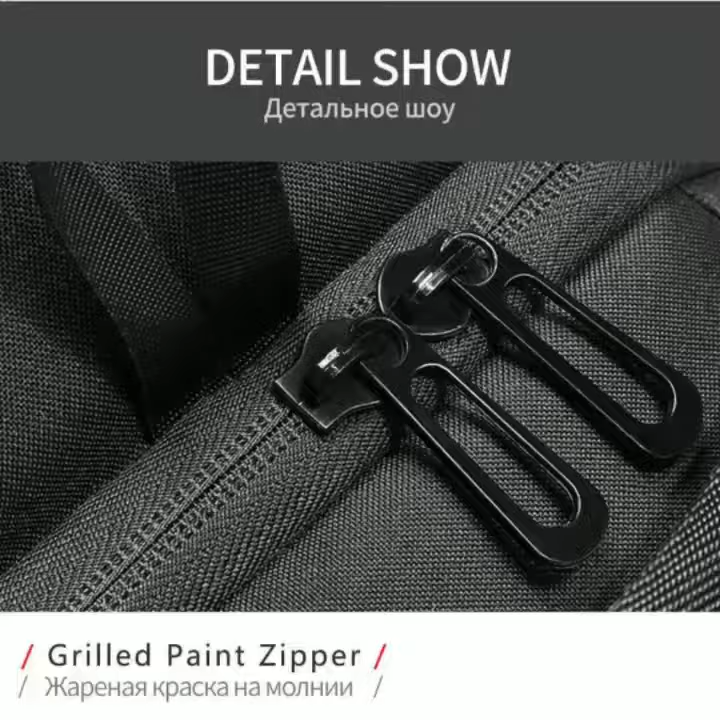 DETAIL SHOW
Детальное шоу
/ Grilled Paint Zipper /
/ Жареная краска на молнии /